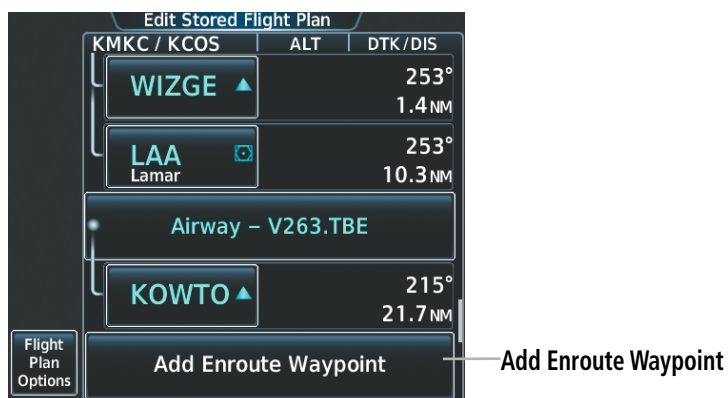 Edit Stored Flight Plan
KMKC / KCOS ALT DTK/DIS
WIZGE 253°
1.4NM
LAA 253°
Lamar 10.3NM
Airway – V263.TBE
KOWTO 215°
21.7NM
Flight
Plan
Options
Add Enroute Waypoint
Add Enroute Waypoint